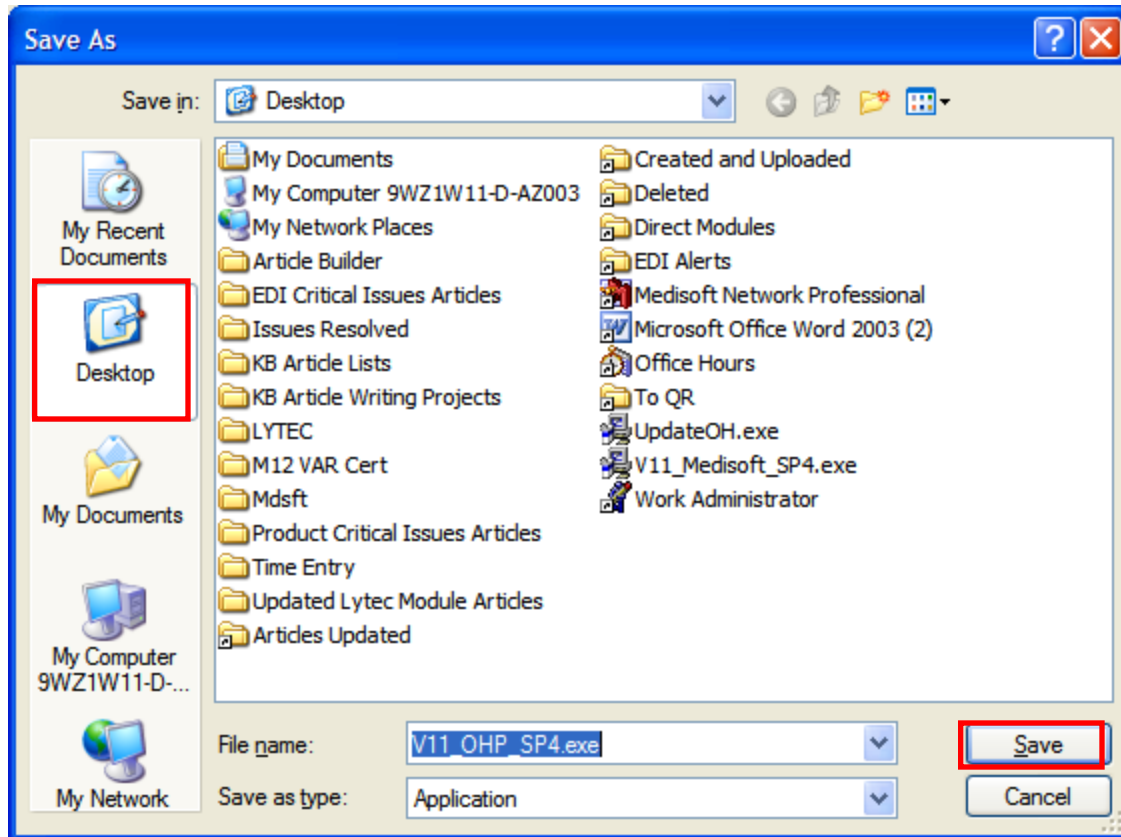 Save As
Save in:
Desktop
My Recent
Documents
Desktop
My Documents
My Computer
9WZ1W11-D-...
My Network
My Documents
My Computer 9WZ1W11-D-AZ003
My Network Places
Article Builder
EDI Critical Issues Articles
Issues Resolved
KB Article Lists
KB Article Writing Projects
LYTEC
M12 VAR Cert
Mdsft
Product Critical Issues Articles
Time Entry
Updated Lytec Module Articles
Articles Updated
Created and Uploaded
Deleted
Direct Modules
EDI Alerts
Medisoft Network Professional
Microsoft Office Word 2003 (2)
Office Hours
To QR
UpdateOH.exe
V11_Medisoft_SP4.exe
Work Administrator
File name:
V11_OHP_SP4.exe
Save
Save as type:
Application
Cancel